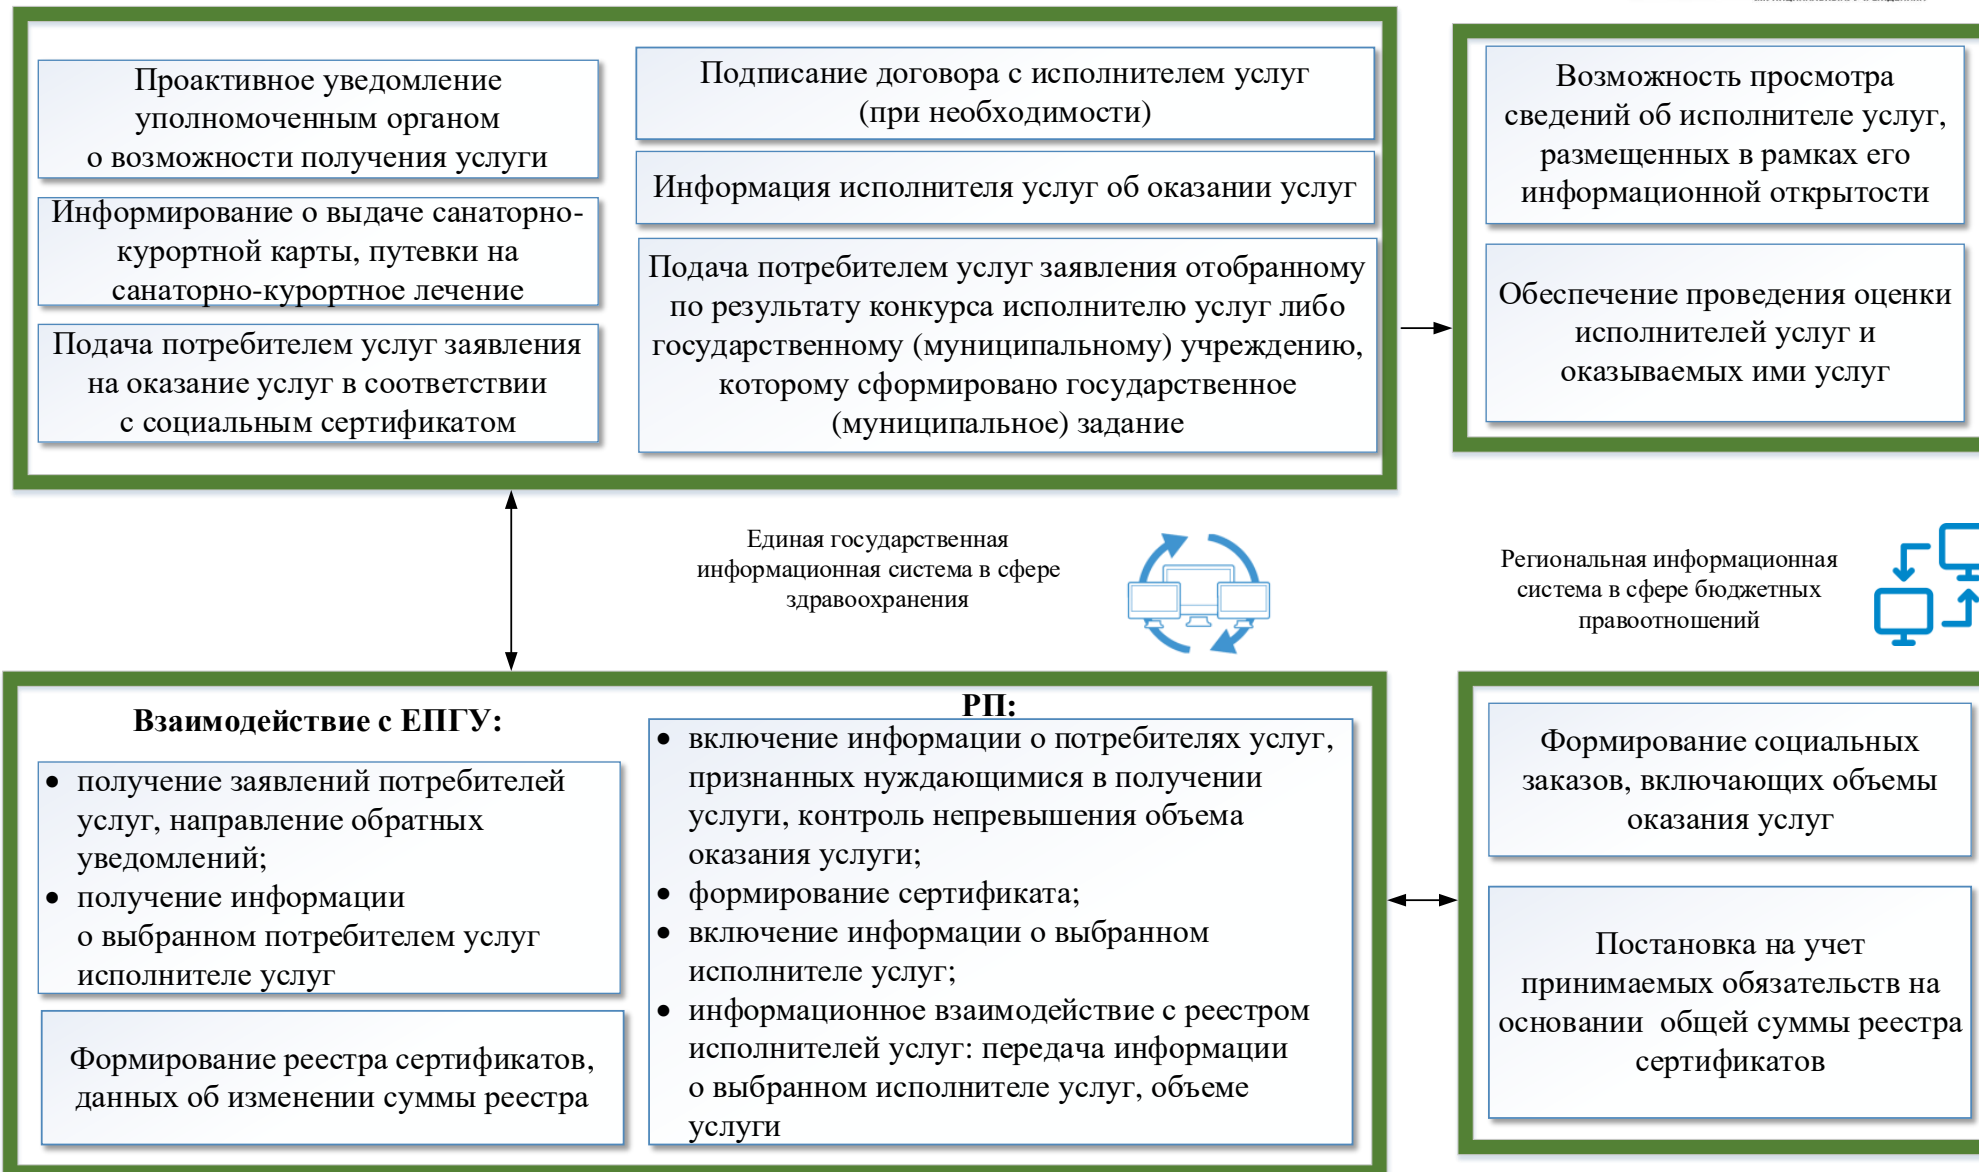 Проактивное уведомление
уполномоченным органом
о возможности получения услуги
Информирование о выдаче санаторно-
курортной карты, путевки на
санаторно-курортное лечение
Подача потребителем услуг заявления
на оказание услуг в соответствии
с социальным сертификатом
Подписание договора с исполнителем услуг
(при необходимости)
Информация исполнителя услуг об оказании услуг
Подача потребителем услуг заявления отобранному
по результату конкурса исполнителю услуг либо
государственному (муниципальному) учреждению,
которому сформировано государственное
(муниципальное) задание
Возможность просмотра
сведений об исполнителе услуг,
размещенных в рамках его
информационной открытости
Обеспечение проведения оценки
исполнителей услуг и
оказываемых ими услуг
Единая государственная
информационная система в сфере
здравоохранения
Региональная информационная
система в сфере бюджетных
правоотношений
Взаимодействие с ЕПГУ:
• получение заявлений потребителей
услуг, направление обратных
уведомлений;
• получение информации
о выбранном потребителем услуг
исполнителе услуг
Формирование реестра сертификатов,
данных об изменении суммы реестра
РП:
• включение информации о потребителях услуг,
признанных нуждающимися в получении
услуги, контроль непревышения объема
оказания услуги;
• формирование сертификата;
• включение информации о выбранном
исполнителе услуг;
• информационное взаимодействие с реестром
исполнителей услуг: передача информации
о выбранном исполнителе услуг, объеме
услуги
Формирование социальных
заказов, включающих объемы
оказания услуг
Постановка на учет
принимаемых обязательств на
основании общей суммы реестра
сертификатов